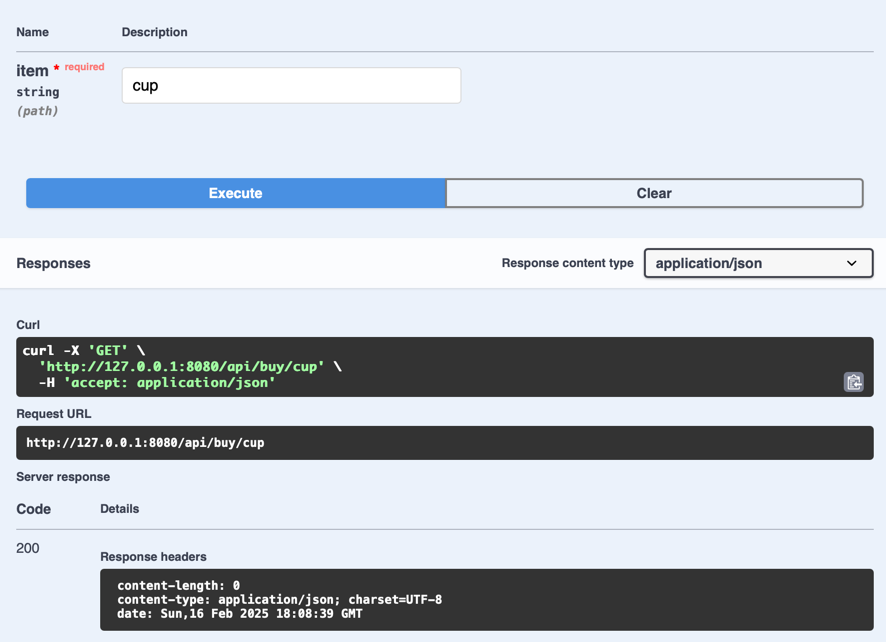 Name Description
item * required
string
(path)
cup
Execute Clear
Responses Response content type application/json
Curl
curl -X 'GET' \
'http://127.0.0.1:8080/api/buy/cup' \
-H 'accept: application/json'
Request URL
http://127.0.0.1:8080/api/buy/cup
Server response
Code Details
200
Response headers
content-length: 0
content-type: application/json; charset=UTF-8
date: Sun,16 Feb 2025 18:08:39 GMT